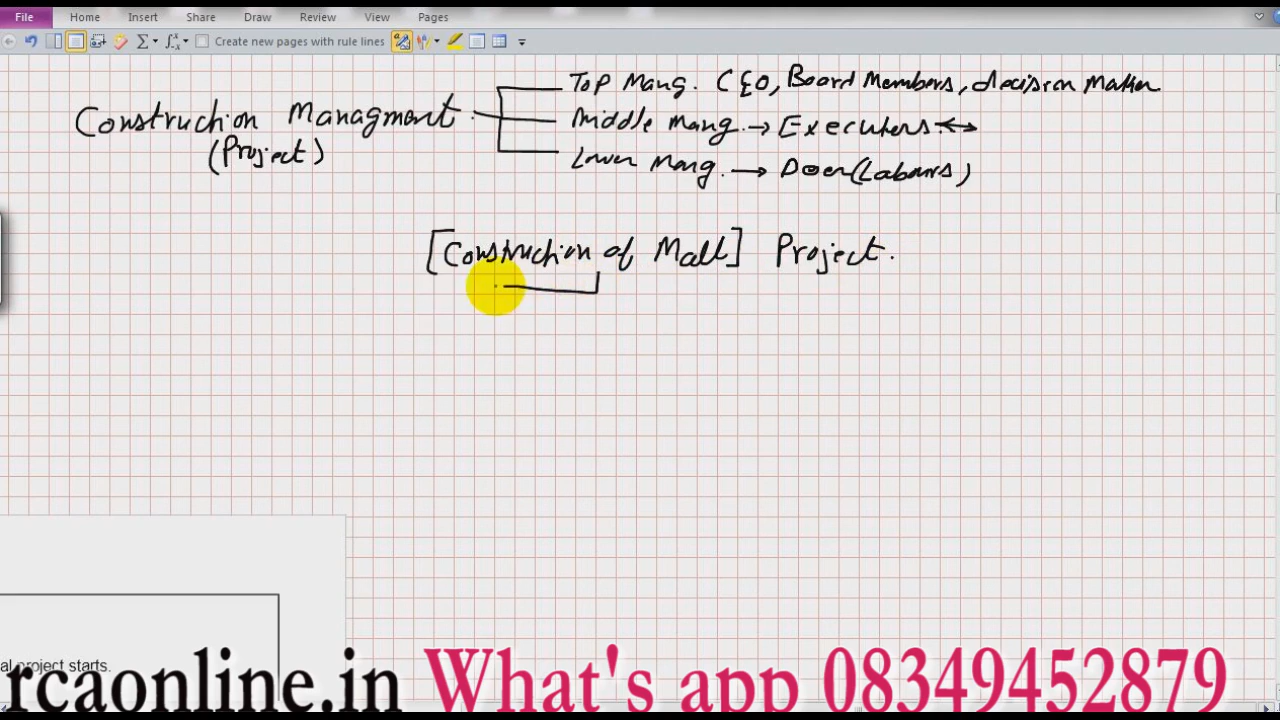 File Home Insert Share Draw Review View Pages
Create new pages with rule lines
Top Mang. CEO, Board Members, decision Maker
Construction Managment.
Middle Mang. → Executers ↔
(Project)
Lower Mang. → Doer (Labours)
[Construction of Mall] Project.
al project starts.
rcaonline.in What's app 08349452879